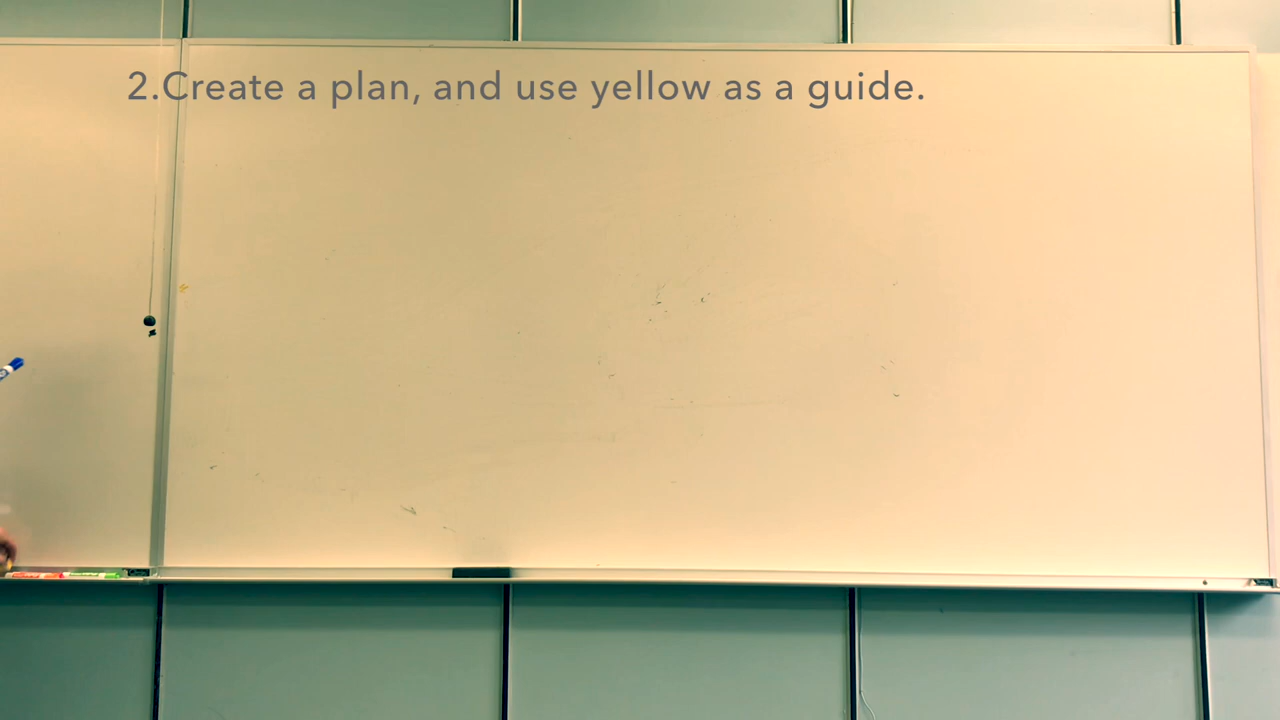 2.Create a plan, and use yellow as a guide.